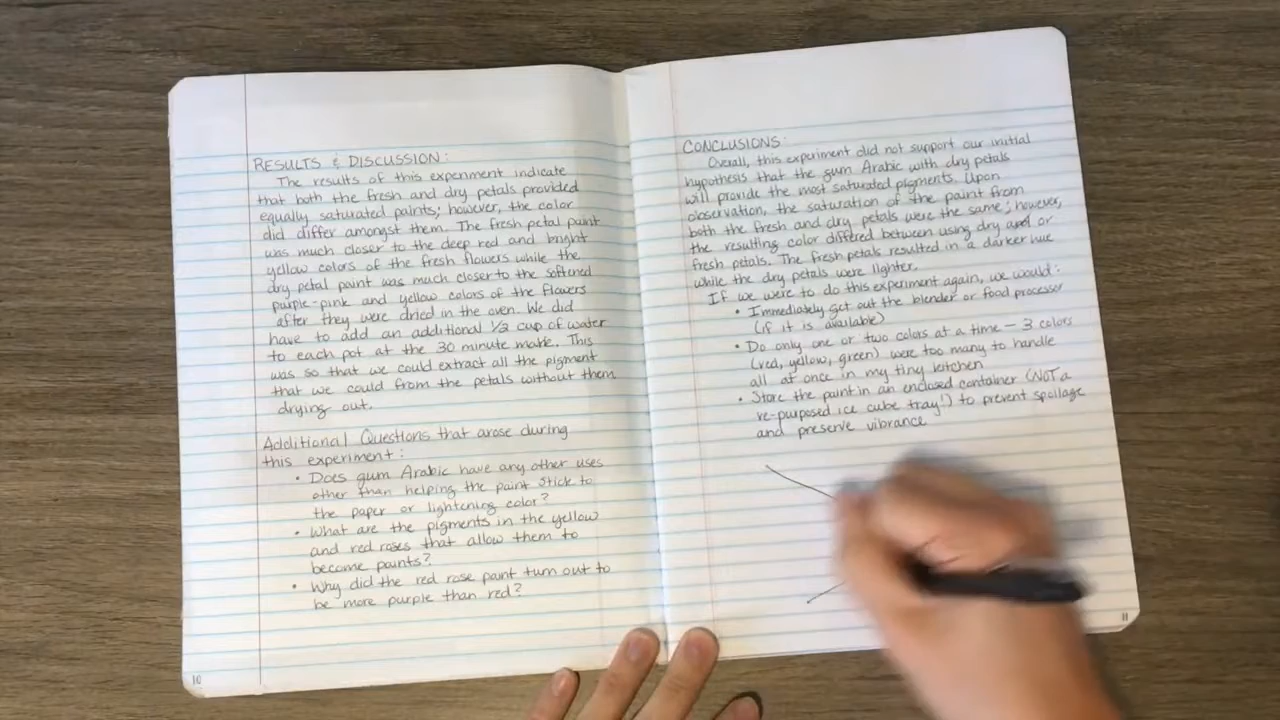 RESULTS & DISCUSSION:
The results of this experiment indicate
that both the fresh and dry petals provided
equally saturated paints; however, the color
did differ amongst them. The fresh petal paint
was much closer to the deep red and bright
yellow colors of the fresh flowers while the
dry petal paint was much closer to the softened
purple-pink and yellow colors of the flowers
after they were dried in the oven. We did
have to add an additional 1/2 cup of water
to each pot at the 30 minute mark. This
was so that we could extract all the pigment
that we could from the petals without them
drying out.
Additional Questions that arose during
this experiment:
• Does gum Arabic have any other uses
other than helping the paint stick to
the paper or lightening color?
• What are the pigments in the yellow
and red roses that allow them to
become paints?
• Why did the red rose paint turn out to
be more purple than red?
10
CONCLUSIONS:
Overall, this experiment did not support our initial
hypothesis that the gum Arabic with dry petals
will provide the most saturated pigments. Upon
observation, the saturation of the paint from
both the fresh and dry petals were the same; however,
the resulting color differed between using dry or
fresh petals. The fresh petals resulted in a darker hue
while the dry petals were lighter.
If we were to do this experiment again, we would:
• Immediately get out the blender or food processor
(if it is available)
• Do only one or two colors at a time – 3 colors
(red, yellow, green) were too many to handle
all at once in my tiny kitchen
• Store the paint in an enclosed container (NOT a
re-purposed ice cube tray!) to prevent spoilage
and preserve vibrance
11